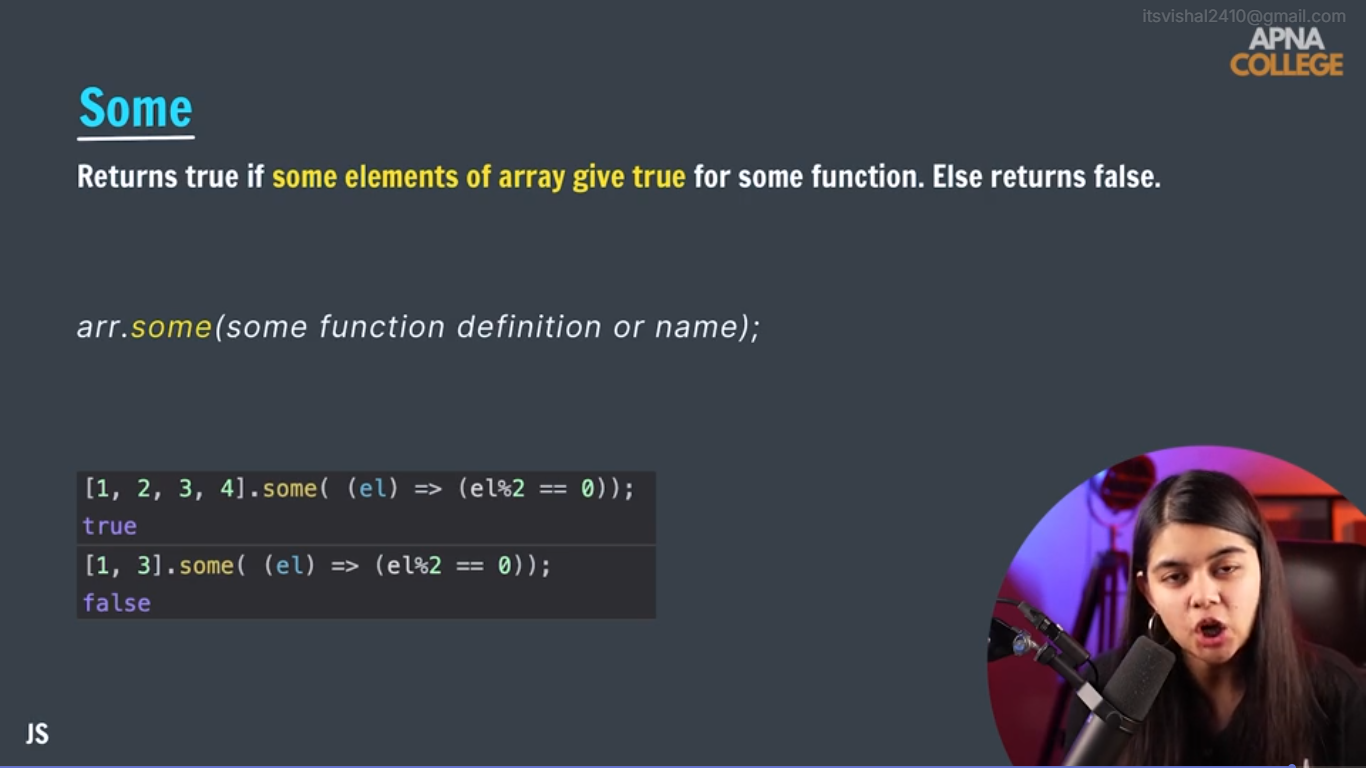 itsvishal2410@gmail.com
APNA
COLLEGE
Some
Returns true if some elements of array give true for some function. Else returns false.
arr.some(some function definition or name);
[1, 2, 3, 4].some( (el) => (el%2 == 0));
true
[1, 3].some( (el) => (el%2 == 0));
false
JS